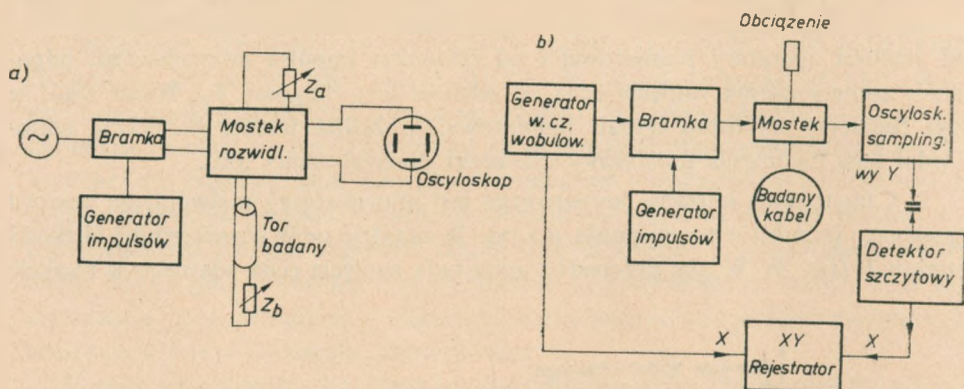 a)
Z_a
Bramka
Mostek
rozwidl.
Oscyloskop
Generator
impulsów
Tor
badany
Z_b
b)
Obciążenie
Generator
w.cz,
wobulow.
Bramka
Mostek
Oscylosk.
sampling.
wy Y
Generator
impulsów
Badany
kabel
Detektor
szczytowy
X
XY
Rejestrator
X